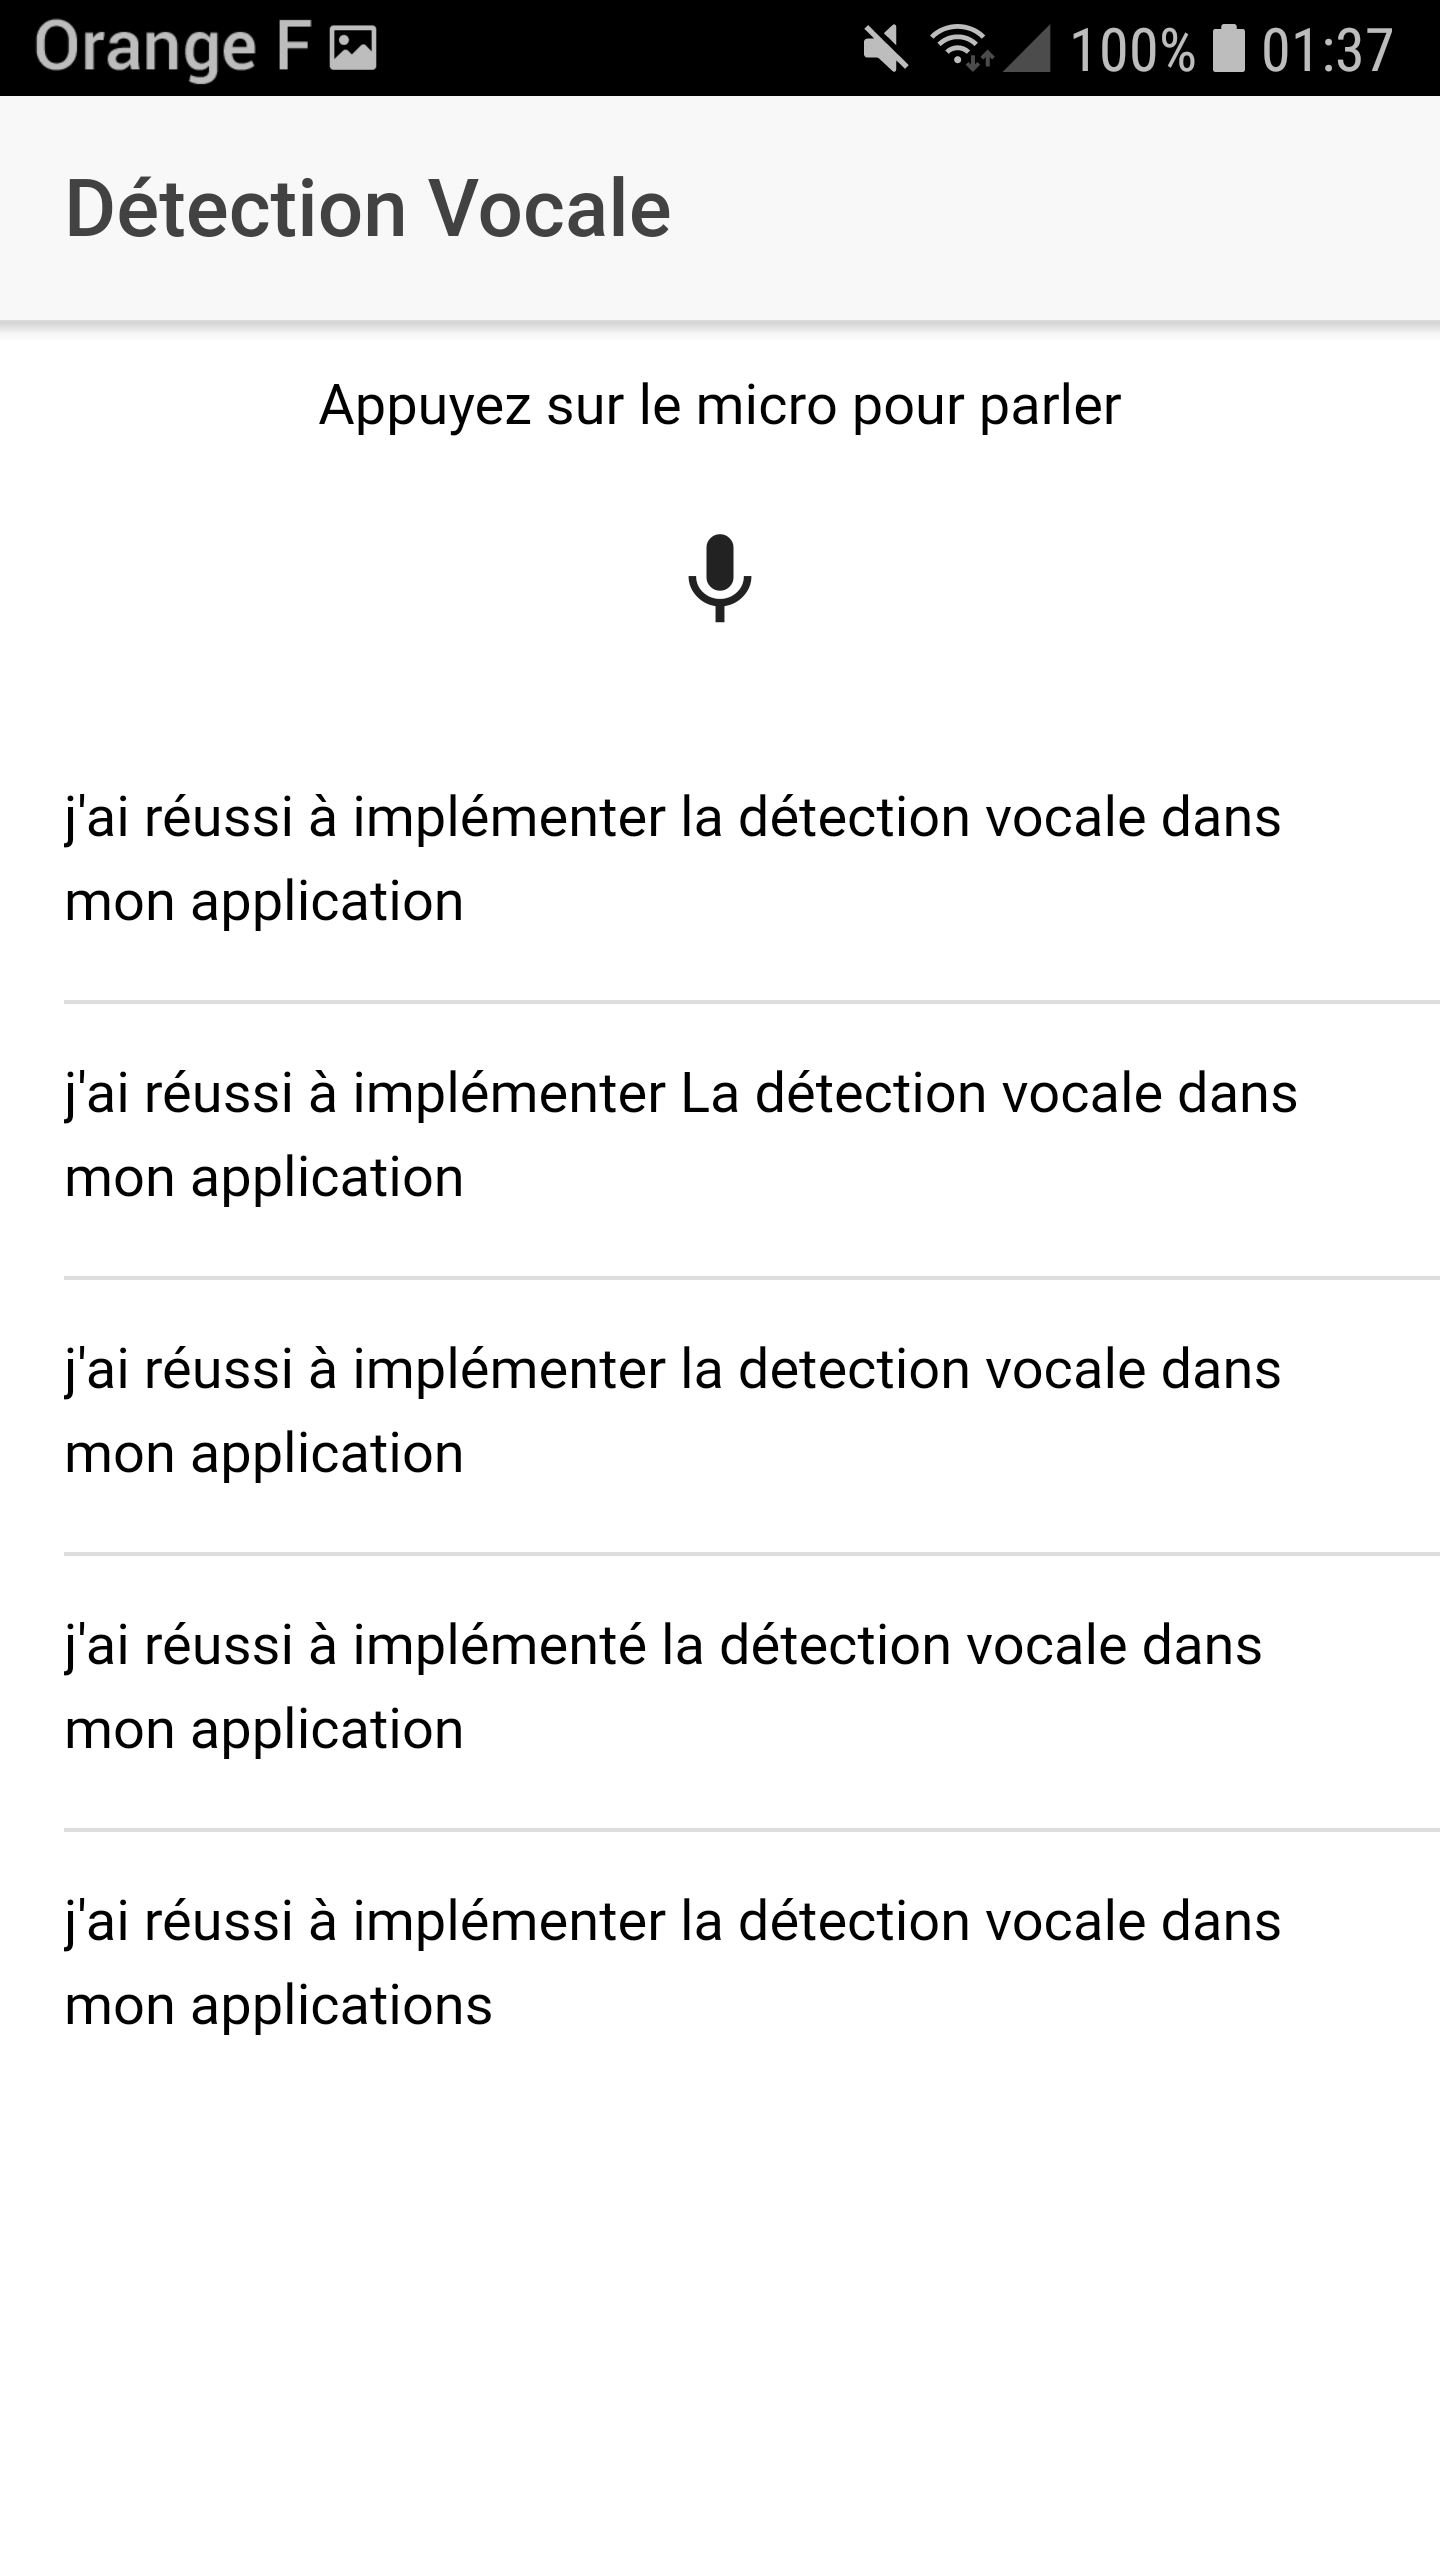 Orange F 100% 01:37
Détection Vocale
Appuyez sur le micro pour parler
j'ai réussi à implémenter la détection vocale dans
mon application
j'ai réussi à implémenter La détection vocale dans
mon application
j'ai réussi à implémenter la detection vocale dans
mon application
j'ai réussi à implémenté la détection vocale dans
mon application
j'ai réussi à implémenter la détection vocale dans
mon applications